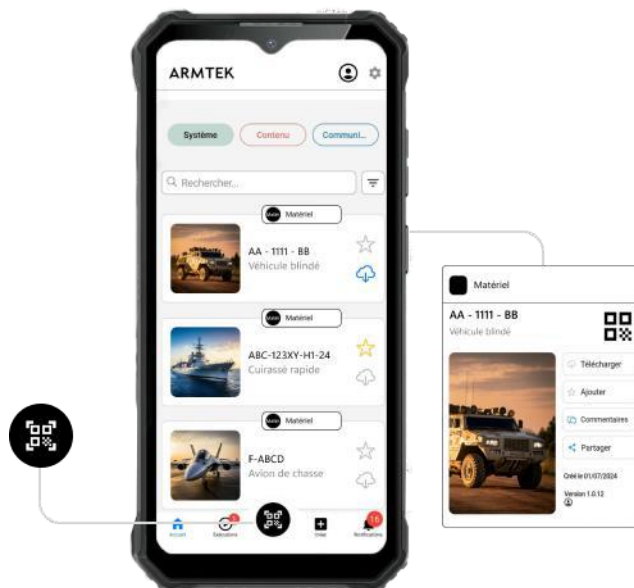 ARMTEK
Système
Contenu
Communi...
Rechercher...
Matériel
AA - 1111 - BB
Véhicule blindé
Matériel
ABC-123XY-H1-24
Cuirassé rapide
Matériel
F-ABCD
Avion de chasse
Accueil
Exécutions
Créer
16
Notifications
Matériel
AA - 1111 - BB
Véhicule blindé
Télécharger
Ajouter
Commentaires
Partager
Créé le 01/07/2024
Version 1.0.12